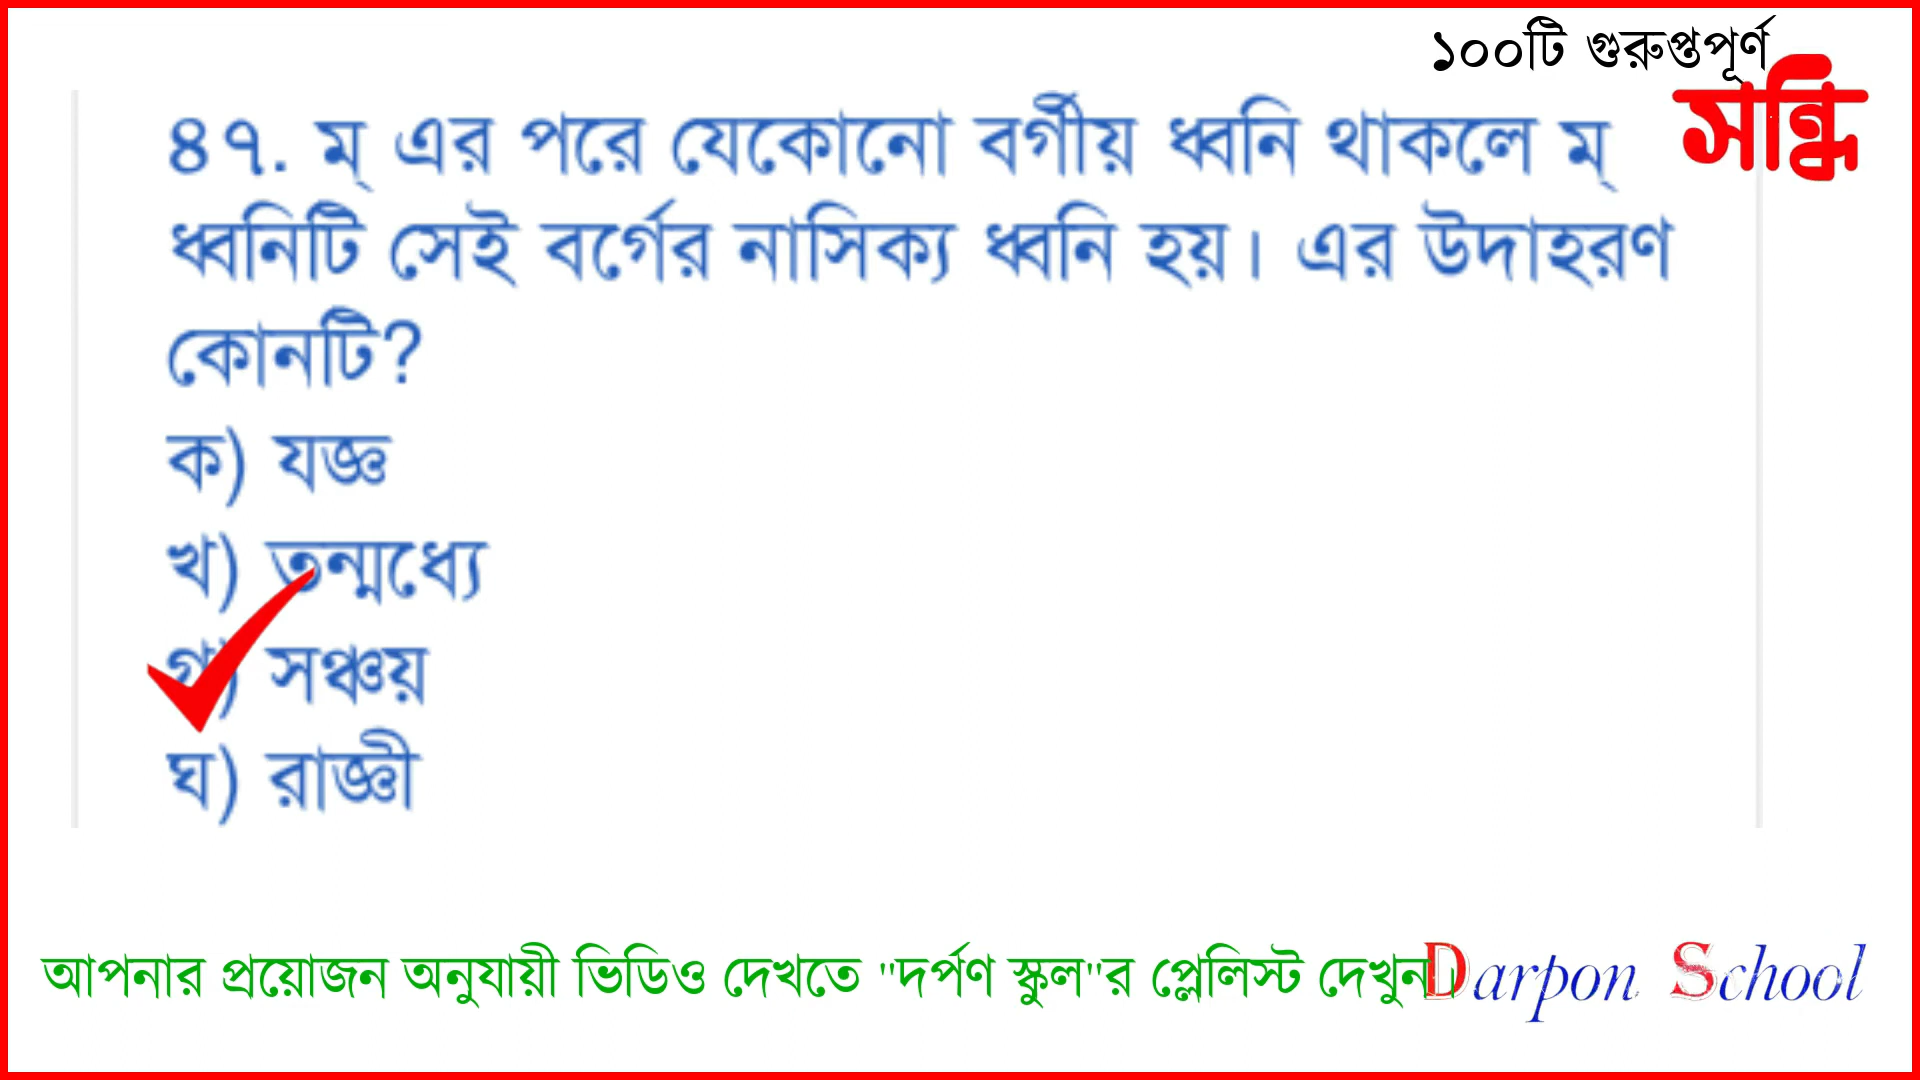 ১০০টি গুরুপ্তপূর্ণ
সন্ধি
৪৭. ম্ এর পরে যেকোনো বর্গীয় ধ্বনি থাকলে ম্
ধ্বনিটি সেই বর্গের নাসিক্য ধ্বনি হয়। এর উদাহরণ
কোনটি?
ক) যজ্ঞ
খ) তন্মধ্যে
গ) সঞ্চয়
ঘ) রাজ্ঞী
আপনার প্রয়োজন অনুযায়ী ভিডিও দেখতে "দর্পণ স্কুল"র প্লেলিস্ট দেখুন। Darpon School